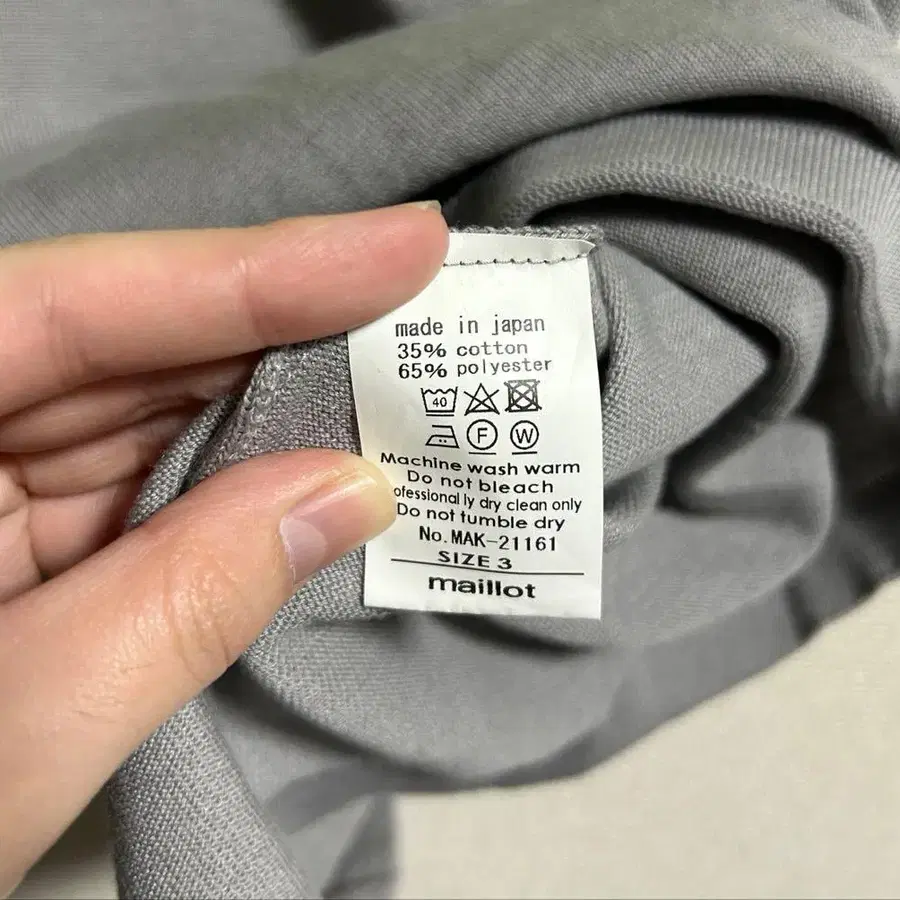 made in japan
35% cotton
65% polyester
40
F W
Machine wash warm
Do not bleach
ofessional ly dry clean only
Do not tumble dry
No.MAK-21161
SIZE 3
maillot